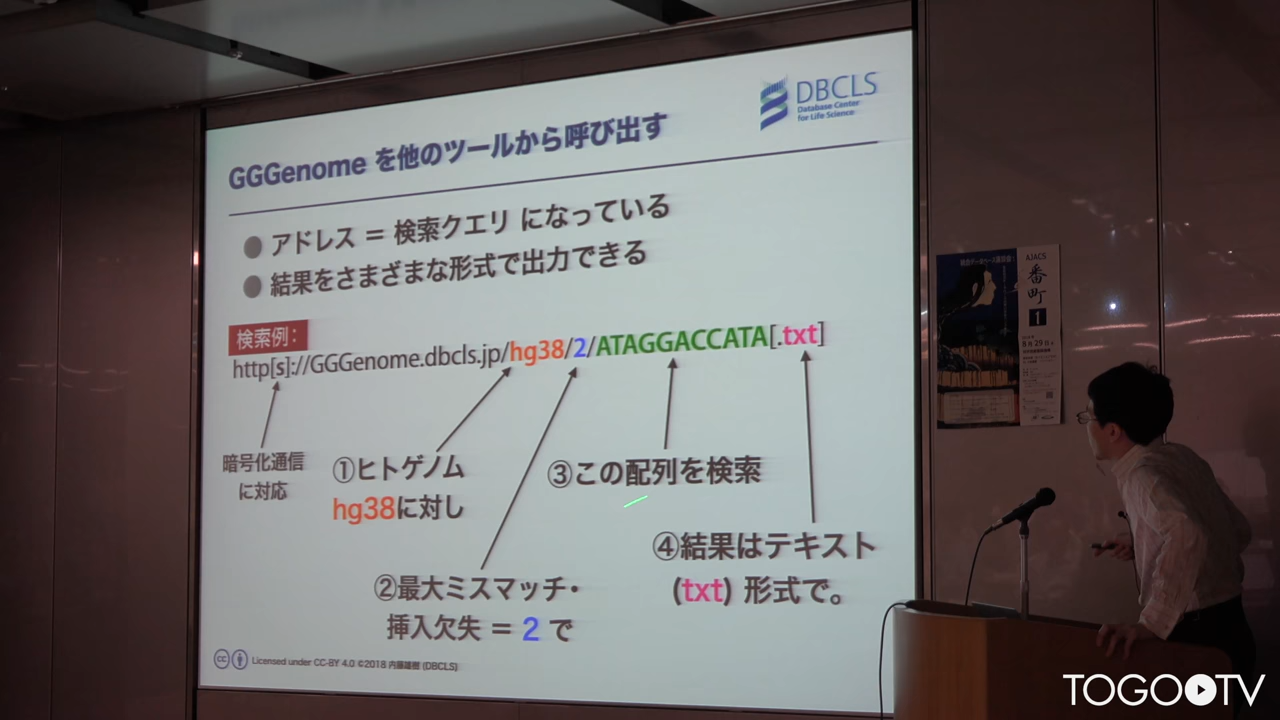 DBCLS
Database Center
for Life Science
GGGenome を他のツールから呼び出す
● アドレス = 検索クエリ になっている
● 結果をさまざまな形式で出力できる
検索例：
http[s]://GGGenome.dbcls.jp/hg38/2/ATAGGACCATA[.txt]
暗号化通信
に対応
①ヒトゲノム
hg38に対し
②最大ミスマッチ・
挿入欠失 = 2 で
③この配列を検索
④結果はテキスト
(txt) 形式で。
Licensed under CC-BY 4.0 ©2018 内藤雄樹 (DBCLS)
AJACS
番町
1
8月29日
TOGOTV